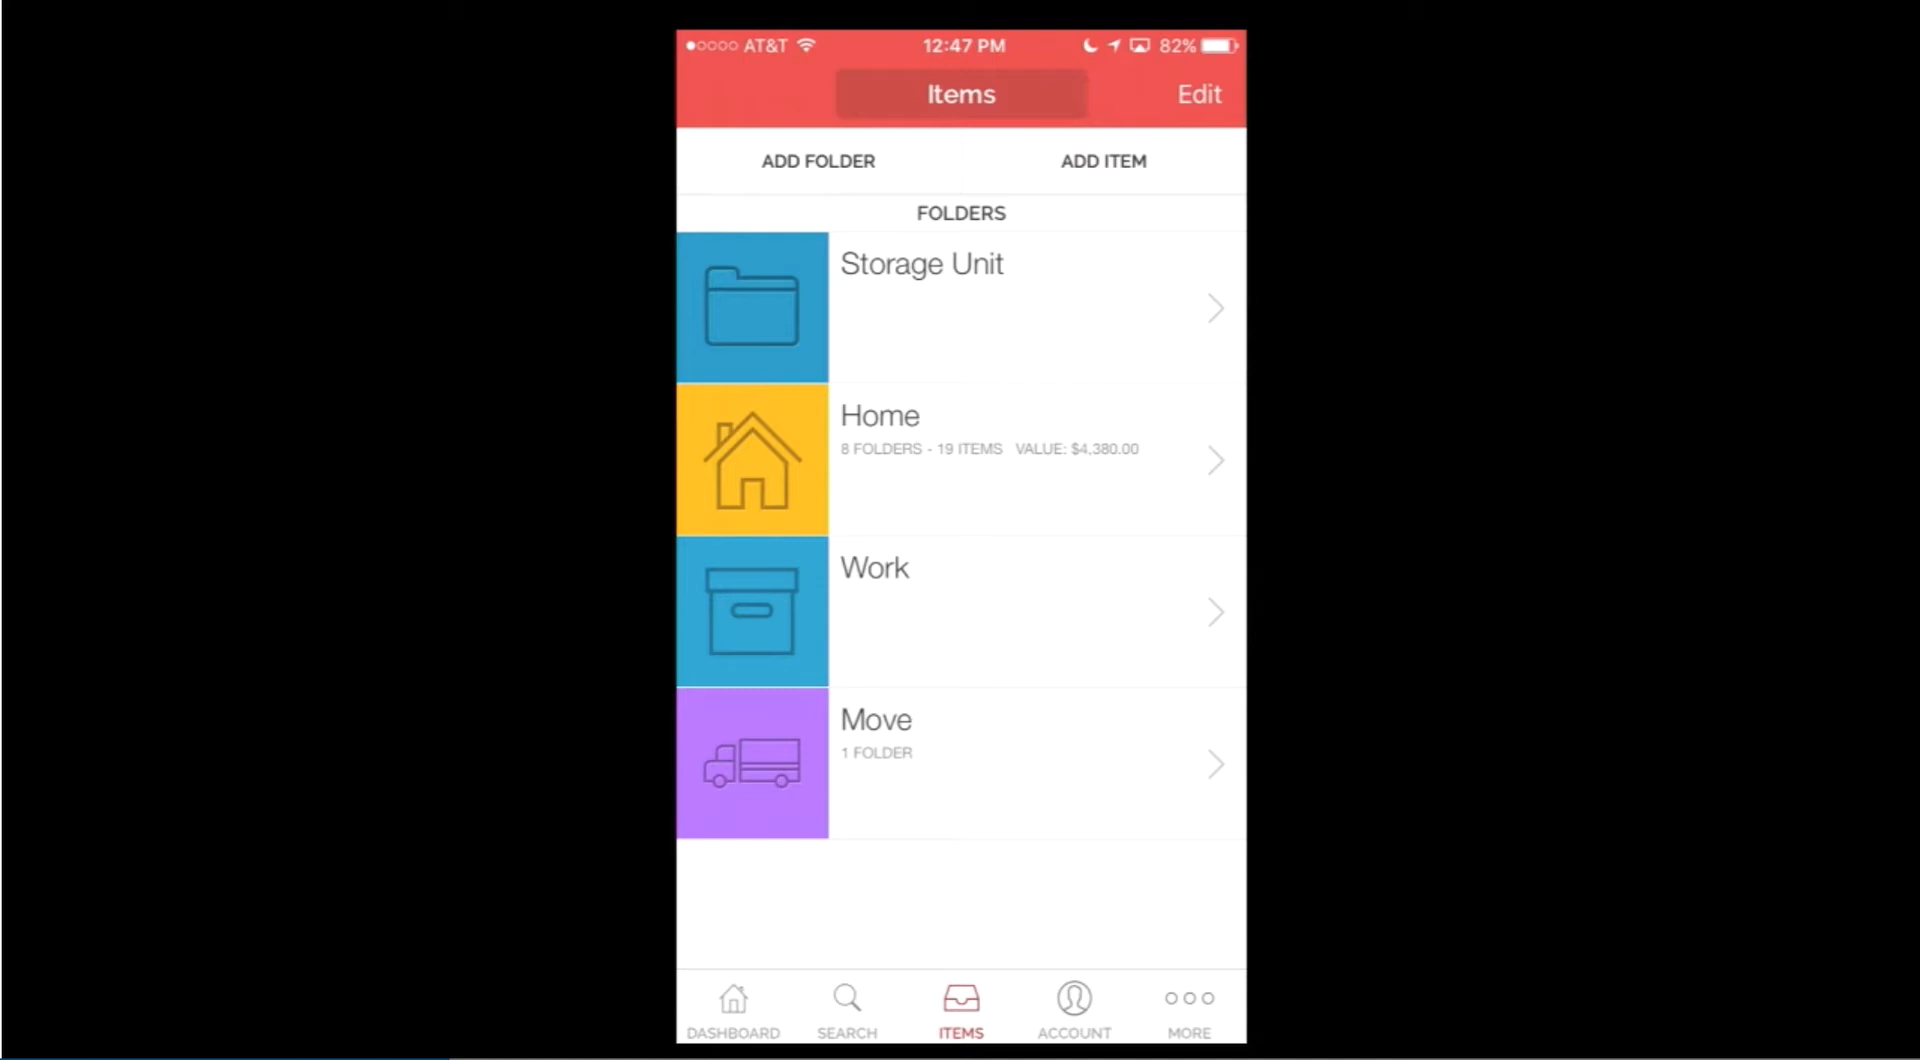 AT&T 12:47 PM 82%
Items Edit
ADD FOLDER ADD ITEM
FOLDERS
Storage Unit
Home
8 FOLDERS - 19 ITEMS VALUE: $4,380.00
Work
Move
1 FOLDER
DASHBOARD SEARCH ITEMS ACCOUNT MORE